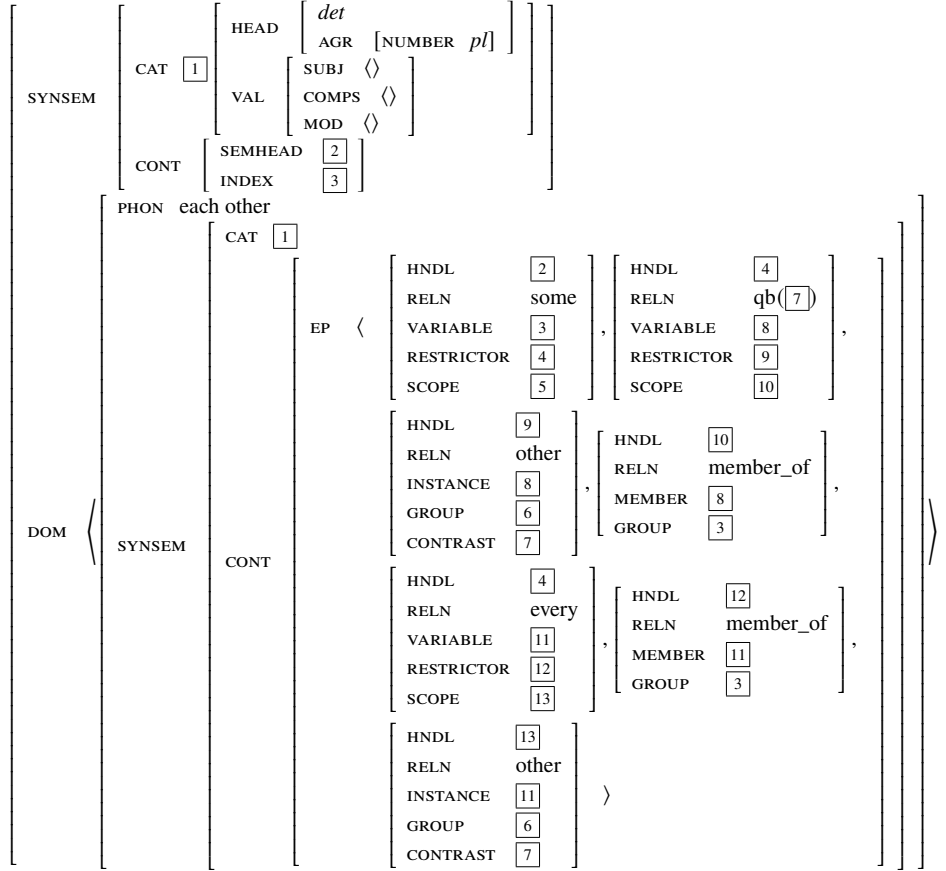 HEAD det
AGR [NUMBER pl]
CAT 1
SUBJ ⟨⟩
SYNSEM VAL COMPS ⟨⟩
MOD ⟨⟩
CONT SEMHEAD 2
INDEX 3
PHON each other
CAT 1
HNDL 2 HNDL 4
RELN some RELN qb(7)
EP ⟨ VARIABLE 3 , VARIABLE 8 ,
RESTRICTOR 4 RESTRICTOR 9
SCOPE 5 SCOPE 10
HNDL 9 HNDL 10
RELN other RELN member_of
INSTANCE 8 , MEMBER 8 ,
GROUP 6 GROUP 3
CONTRAST 7
DOM ⟨ SYNSEM CONT ⟩
HNDL 4 HNDL 12
RELN every RELN member_of
VARIABLE 11 , MEMBER 11 ,
RESTRICTOR 12 GROUP 3
SCOPE 13
HNDL 13
RELN other
INSTANCE 11 ⟩
GROUP 6
CONTRAST 7